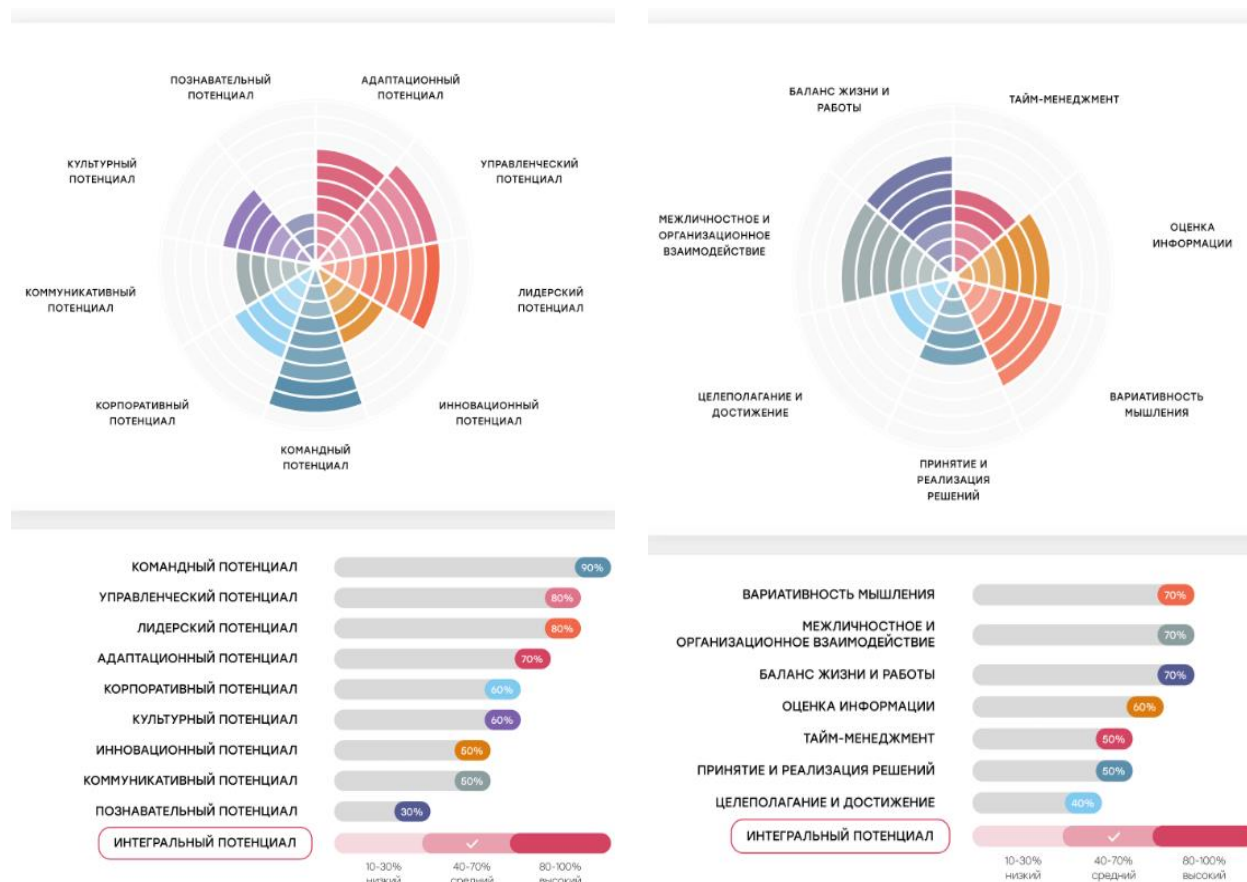 ПОЗНАВАТЕЛЬНЫЙ
ПОТЕНЦИАЛ
АДАПТАЦИОННЫЙ
ПОТЕНЦИАЛ
КУЛЬТУРНЫЙ
ПОТЕНЦИАЛ
УПРАВЛЕНЧЕСКИЙ
ПОТЕНЦИАЛ
КОММУНИКАТИВНЫЙ
ПОТЕНЦИАЛ
ЛИДЕРСКИЙ
ПОТЕНЦИАЛ
КОРПОРАТИВНЫЙ
ПОТЕНЦИАЛ
ИННОВАЦИОННЫЙ
ПОТЕНЦИАЛ
КОМАНДНЫЙ
ПОТЕНЦИАЛ
КОМАНДНЫЙ ПОТЕНЦИАЛ 90%
УПРАВЛЕНЧЕСКИЙ ПОТЕНЦИАЛ 80%
ЛИДЕРСКИЙ ПОТЕНЦИАЛ 80%
АДАПТАЦИОННЫЙ ПОТЕНЦИАЛ 70%
КОРПОРАТИВНЫЙ ПОТЕНЦИАЛ 60%
КУЛЬТУРНЫЙ ПОТЕНЦИАЛ 60%
ИННОВАЦИОННЫЙ ПОТЕНЦИАЛ 50%
КОММУНИКАТИВНЫЙ ПОТЕНЦИАЛ 50%
ПОЗНАВАТЕЛЬНЫЙ ПОТЕНЦИАЛ 30%
ИНТЕГРАЛЬНЫЙ ПОТЕНЦИАЛ
10-30% 40-70% 80-100%
низкий средний высокий
БАЛАНС ЖИЗНИ И
РАБОТЫ
ТАЙМ-МЕНЕДЖМЕНТ
МЕЖЛИЧНОСТНОЕ И
ОРГАНИЗАЦИОННОЕ
ВЗАИМОДЕЙСТВИЕ
ОЦЕНКА
ИНФОРМАЦИИ
ЦЕЛЕПОЛАГАНИЕ И
ДОСТИЖЕНИЕ
ВАРИАТИВНОСТЬ
МЫШЛЕНИЯ
ПРИНЯТИЕ И
РЕАЛИЗАЦИЯ
РЕШЕНИЙ
ВАРИАТИВНОСТЬ МЫШЛЕНИЯ 70%
МЕЖЛИЧНОСТНОЕ И
ОРГАНИЗАЦИОННОЕ ВЗАИМОДЕЙСТВИЕ 70%
БАЛАНС ЖИЗНИ И РАБОТЫ 70%
ОЦЕНКА ИНФОРМАЦИИ 60%
ТАЙМ-МЕНЕДЖМЕНТ 50%
ПРИНЯТИЕ И РЕАЛИЗАЦИЯ РЕШЕНИЙ 50%
ЦЕЛЕПОЛАГАНИЕ И ДОСТИЖЕНИЕ 40%
ИНТЕГРАЛЬНЫЙ ПОТЕНЦИАЛ
10-30% 40-70% 80-100%
низкий средний высокий